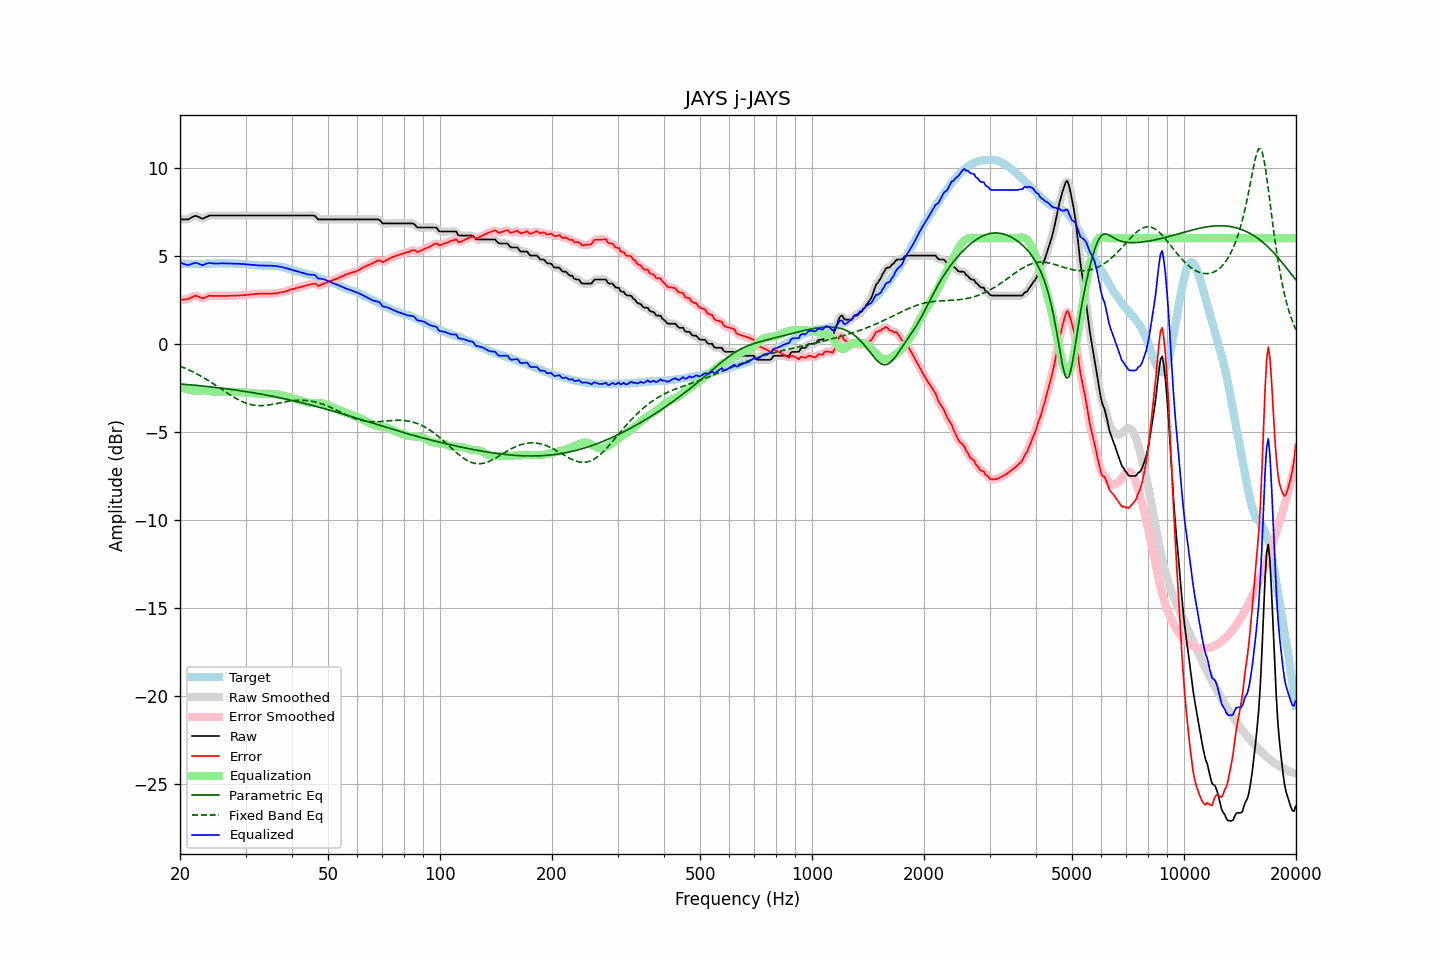 JAYS j-JAYS
10
5
0
−5
−10
−15
−20
−25
Amplitude (dBr)
Target
Raw Smoothed
Error Smoothed
Raw
Error
Equalization
Parametric Eq
Fixed Band Eq
Equalized
20 50 100 200 500 1000 2000 5000 10000 20000
Frequency (Hz)